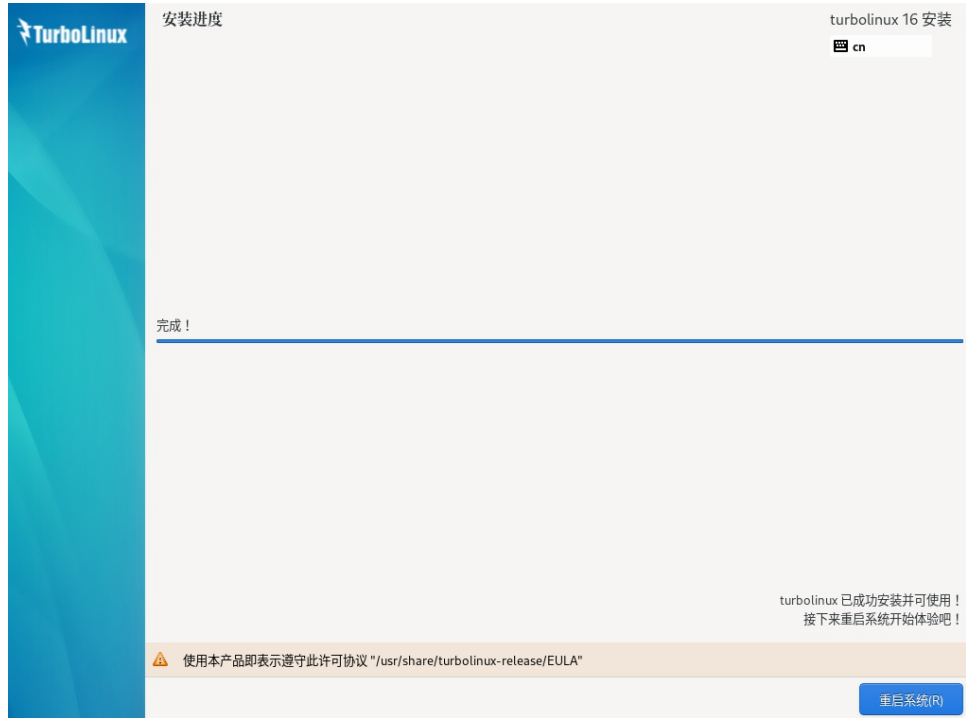 TurboLinux
安装进度
turbolinux 16 安装
cn
完成！
turbolinux 已成功安装并可使用！
接下来重启系统开始体验吧！
使用本产品即表示遵守此许可协议 "/usr/share/turbolinux-release/EULA"
重启系统(R)